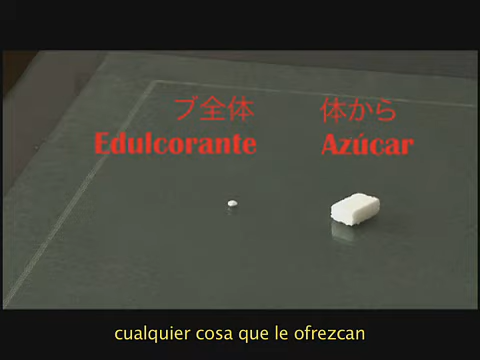 ブ全体 体から
Edulcorante Azúcar
cualquier cosa que le ofrezcan